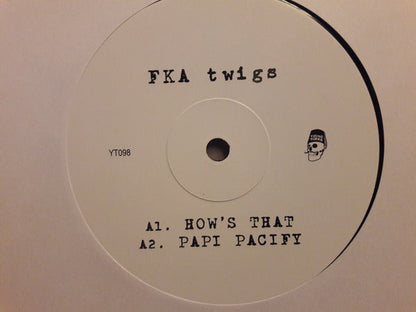 FKA twigs
YT098
A1. HOW'S THAT
A2. PAPI PACIFY